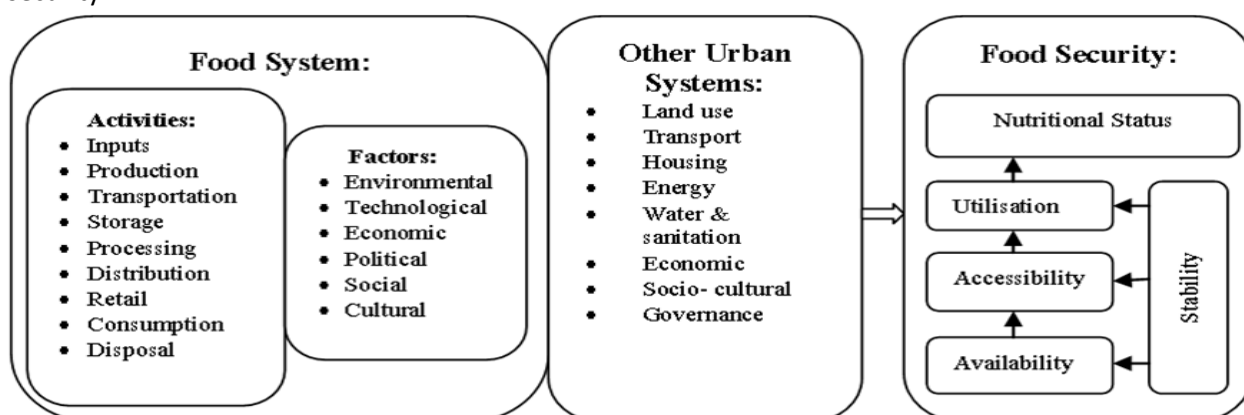 Food System:
Activities:
• Inputs
• Production
• Transportation
• Storage
• Processing
• Distribution
• Retail
• Consumption
• Disposal
Factors:
• Environmental
• Technological
• Economic
• Political
• Social
• Cultural
Other Urban
Systems:
• Land use
• Transport
• Housing
• Energy
• Water &
sanitation
• Economic
• Socio- cultural
• Governance
Food Security:
Nutritional Status
Utilisation
Accessibility
Availability
Stability